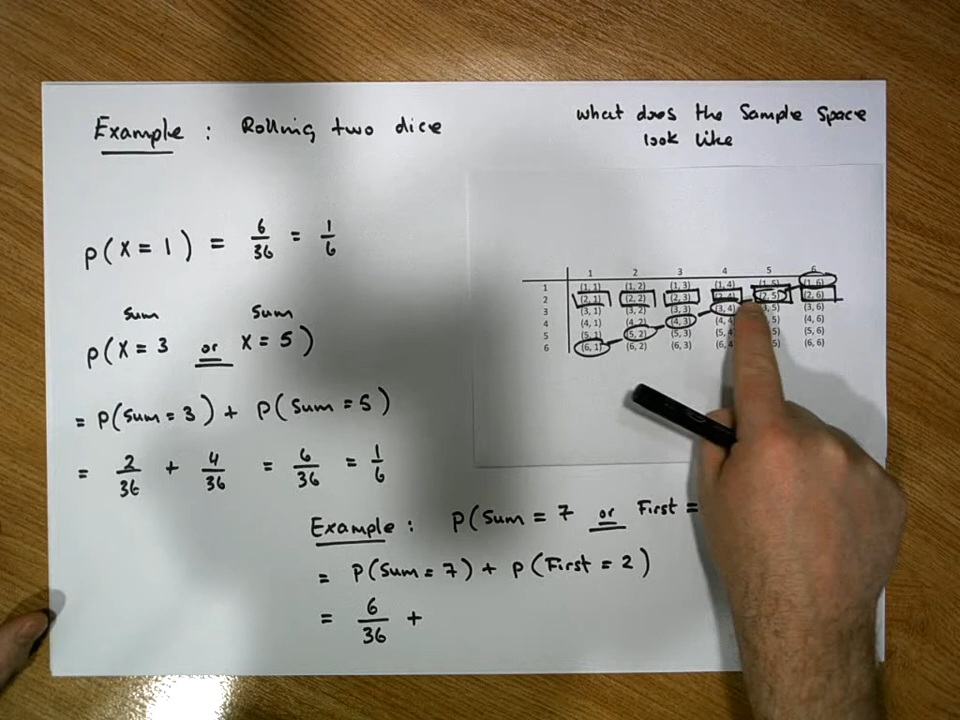 Example : Rolling two dice
what does the Sample Space
look like
P(X = 1) = 6/36 = 1/6
Sum Sum
P(X = 3 or X = 5)
= P(Sum = 3) + P(Sum = 5)
= 2/36 + 4/36 = 6/36 = 1/6
1 2 3 4 5 6
1 (1, 1) (1, 2) (1, 3) (1, 4) (1, 5) (1, 6)
2 (2, 1) (2, 2) (2, 3) (2, 5) (2, 6)
3 (3, 1) (3, 2) (3, 3) (3, 4) (3, 6)
4 (4, 1) (4, 2) (4, 3) (4, 6)
5 (5, 1) (5, 2) (5, 3) (5, 6)
6 (6, 1) (6, 2) (6, 3) (6, 6)
Example : P(Sum = 7 or First =
= P(Sum = 7) + P(First = 2)
= 6/36 +